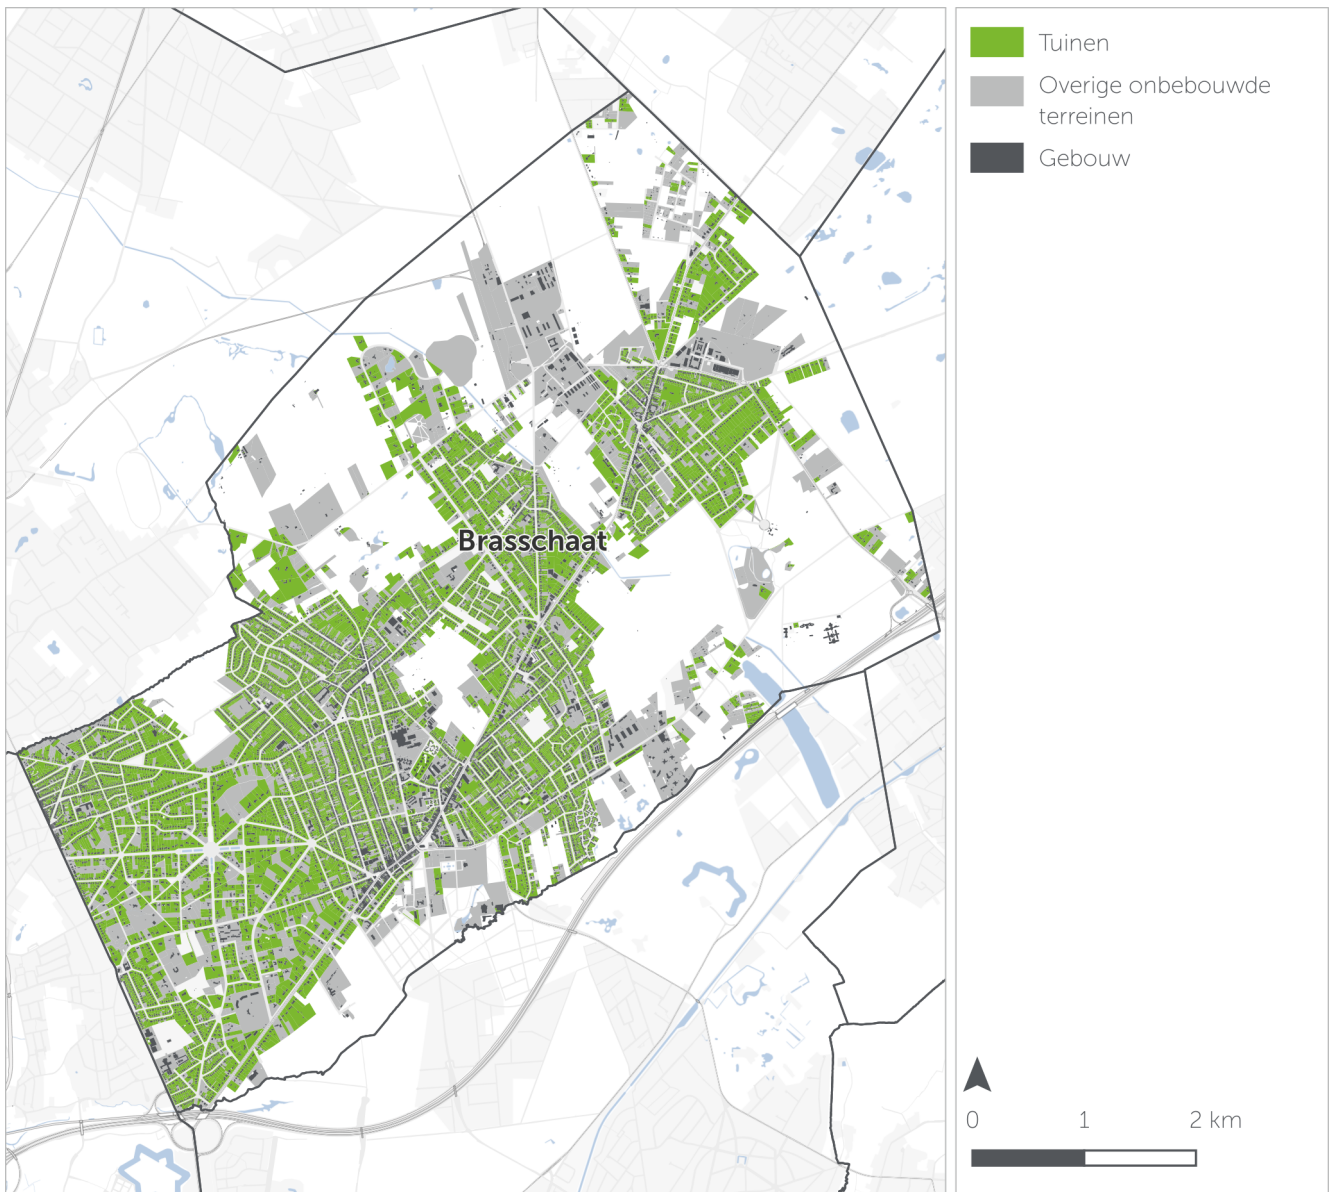 Tuinen
Overige onbebouwde
terreinen
Gebouw
Brasschaat
0 1 2 km